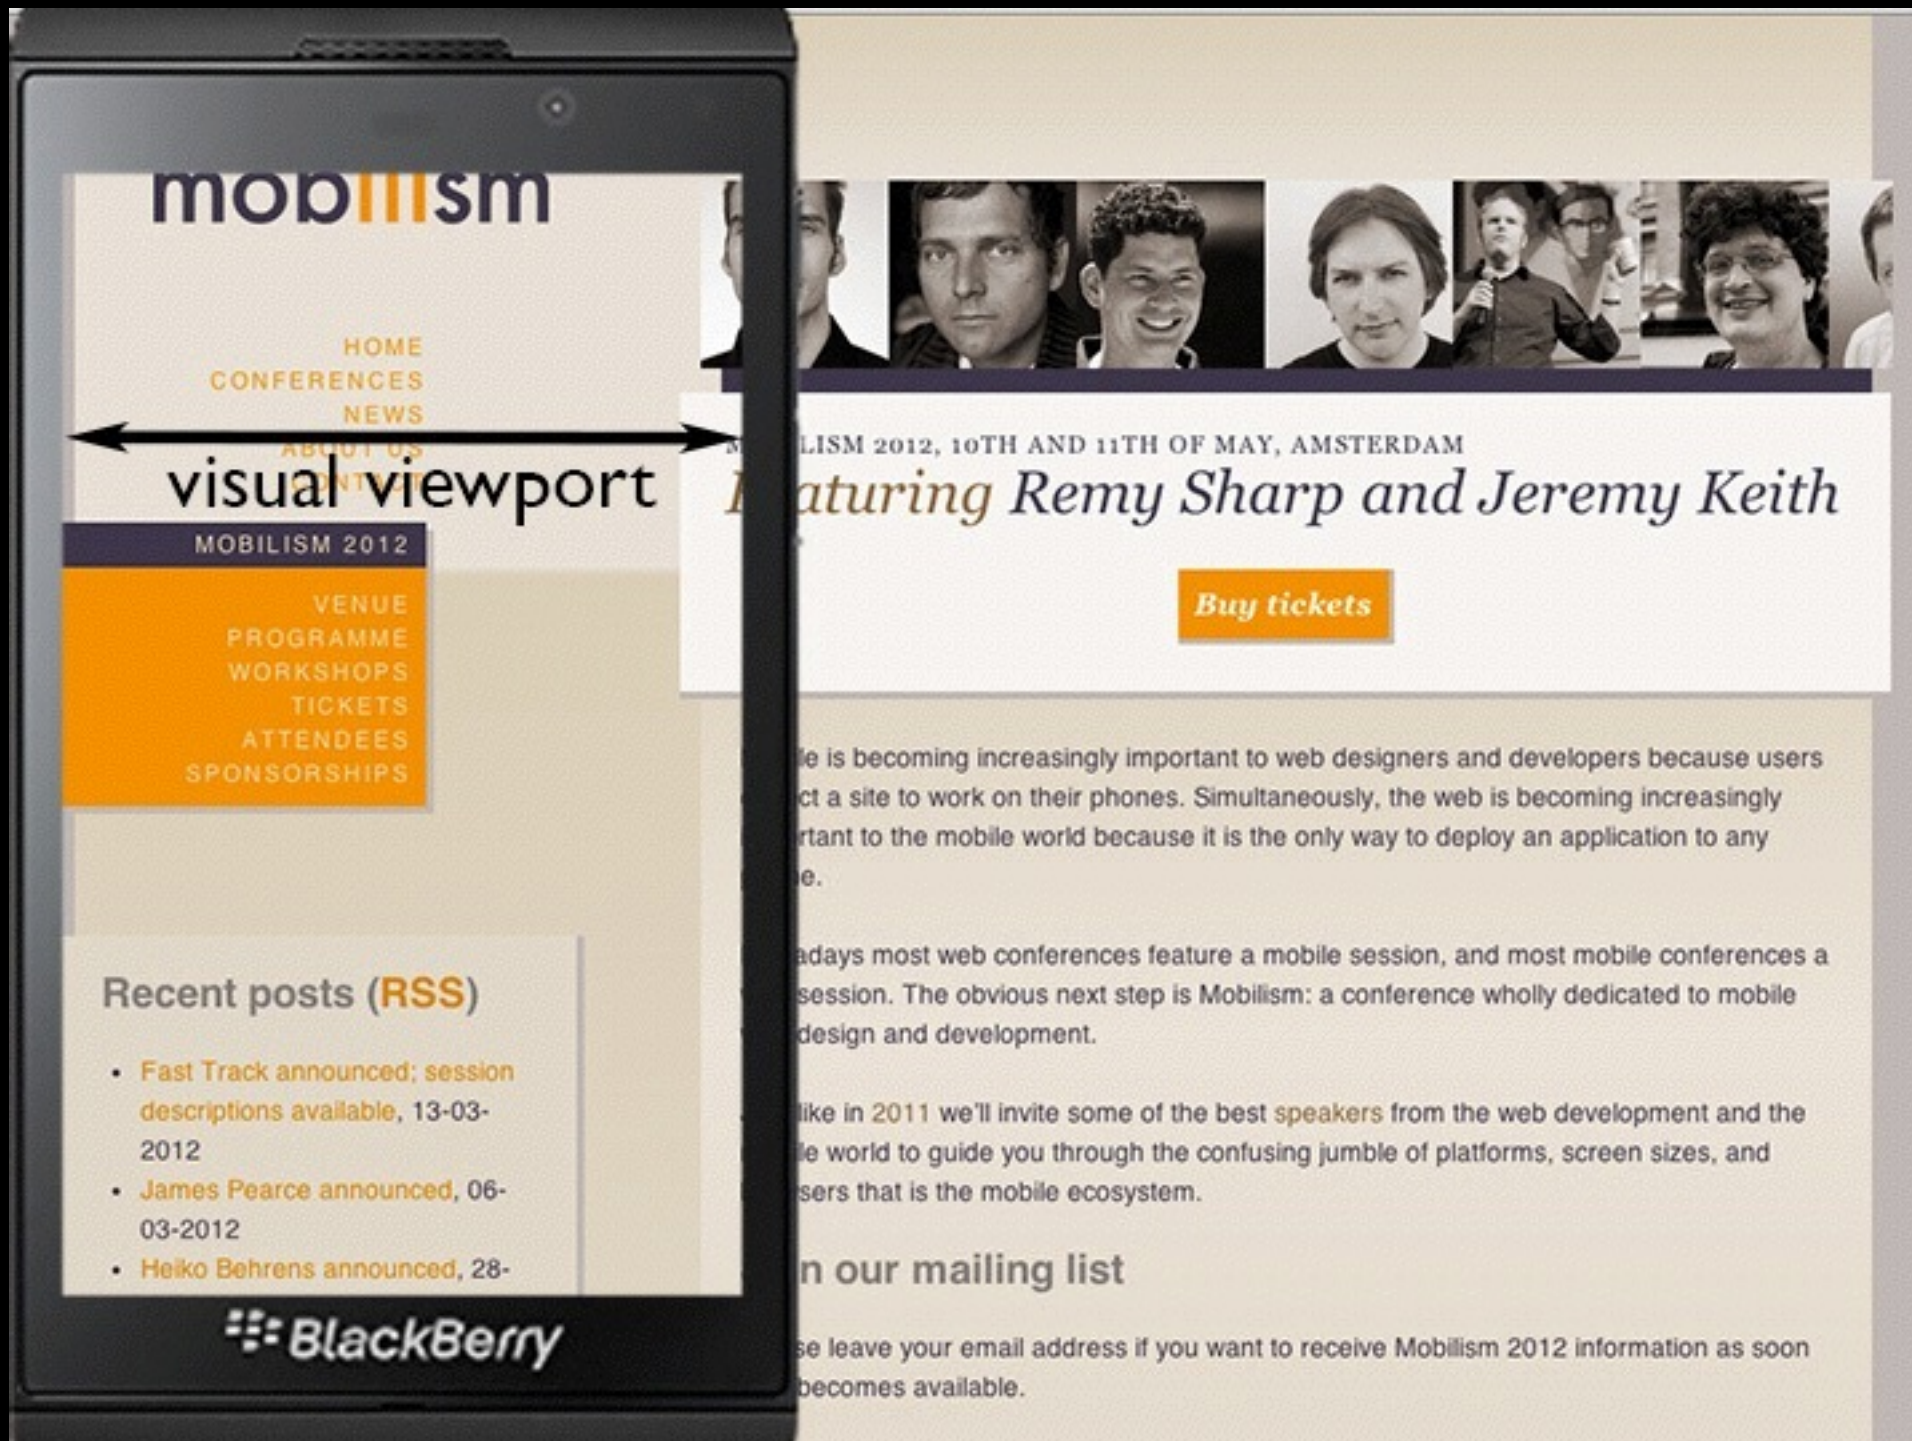 mobilism
HOME
CONFERENCES
NEWS
ABOUT US
CONTACT
visual viewport
MOBILISM 2012
VENUE
PROGRAMME
WORKSHOPS
TICKETS
ATTENDEES
SPONSORSHIPS
Recent posts (RSS)
• Fast Track announced; session
descriptions available, 13-03-
2012
• James Pearce announced, 06-
03-2012
• Heiko Behrens announced, 28-
BlackBerry
LISM 2012, 10TH AND 11TH OF MAY, AMSTERDAM
aturing Remy Sharp and Jeremy Keith
Buy tickets
le is becoming increasingly important to web designers and developers because users
ct a site to work on their phones. Simultaneously, the web is becoming increasingly
rtant to the mobile world because it is the only way to deploy an application to any
e.
adays most web conferences feature a mobile session, and most mobile conferences a
session. The obvious next step is Mobilism: a conference wholly dedicated to mobile
design and development.
like in 2011 we'll invite some of the best speakers from the web development and the
le world to guide you through the confusing jumble of platforms, screen sizes, and
sers that is the mobile ecosystem.
n our mailing list
se leave your email address if you want to receive Mobilism 2012 information as soon
becomes available.